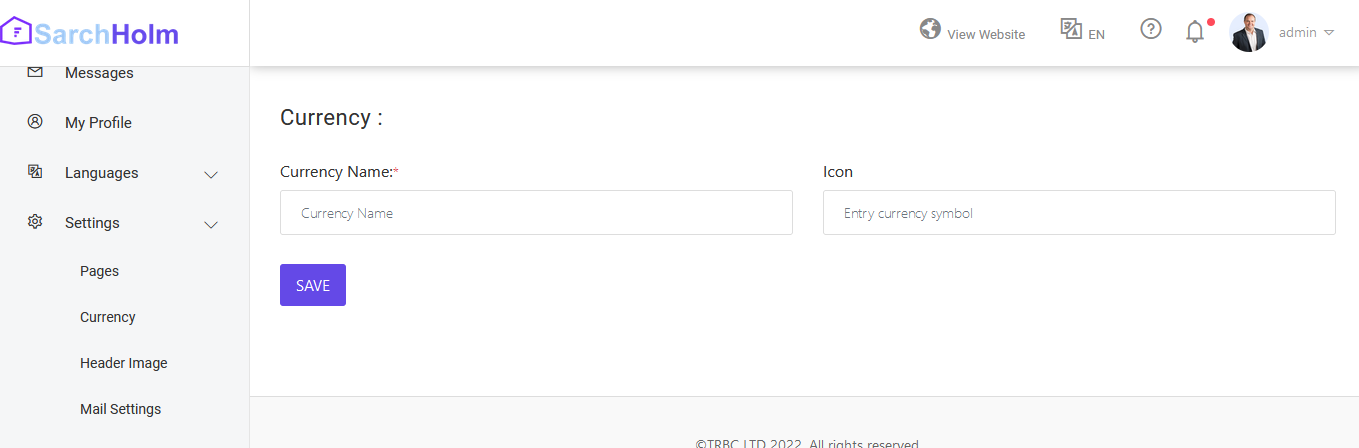 SarchHolm
View Website
EN
admin
Messages
My Profile
Languages
Settings
Pages
Currency
Header Image
Mail Settings
Currency :
Currency Name:*
Icon
Currency Name
Entry currency symbol
SAVE
©TRBC LTD 2022. All rights reserved